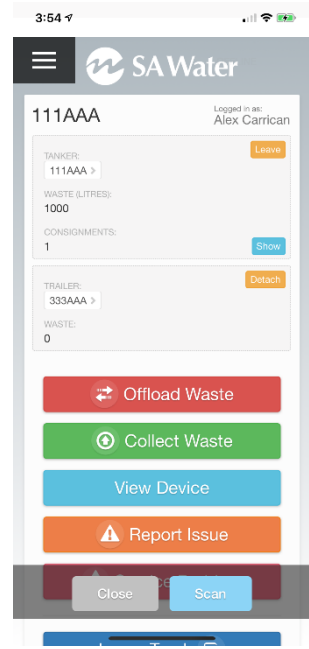 3:54
SA Water
111AAA
Logged in as:
Alex Carrican
TANKER:
Leave
111AAA >
WASTE (LITRES):
1000
CONSIGNMENTS:
1
Show
TRAILER:
Detach
333AAA >
WASTE:
0
Offload Waste
Collect Waste
View Device
Report Issue
Close
Scan